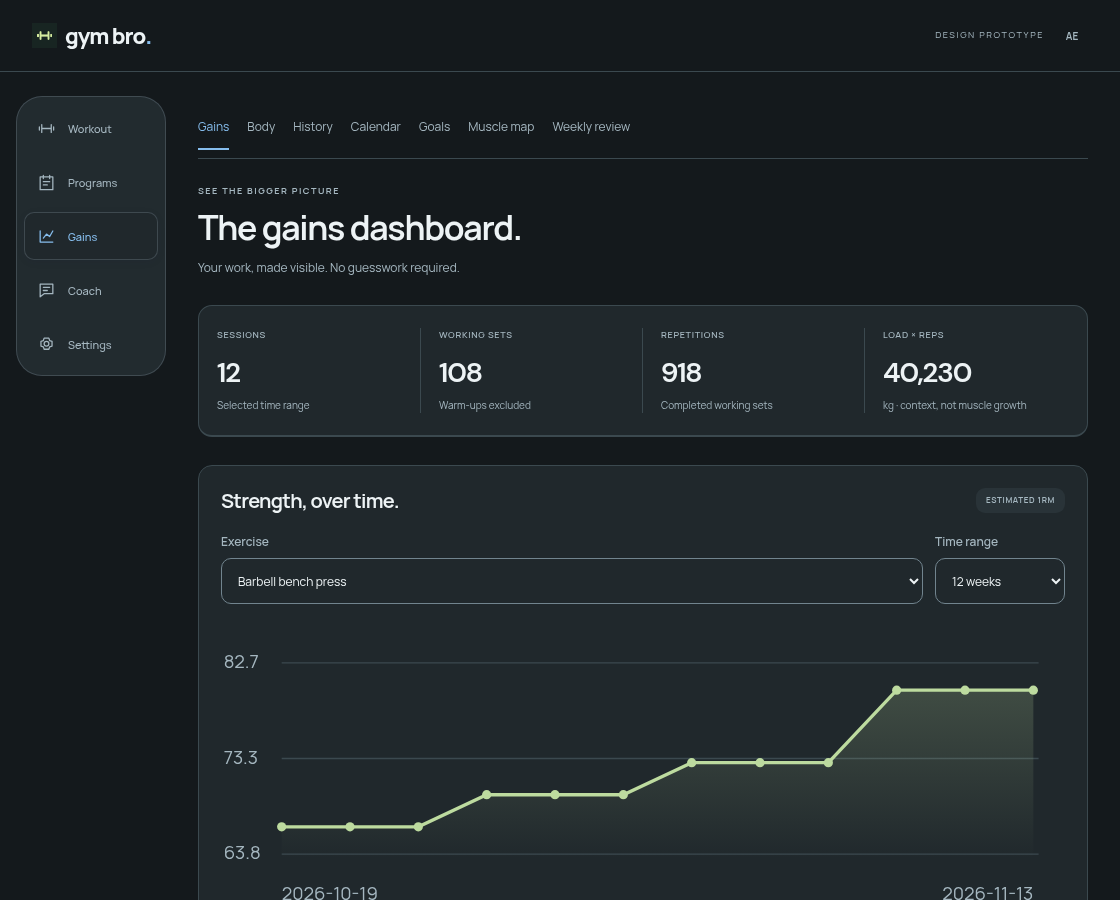 gym bro.
DESIGN PROTOTYPE
AE
Workout
Programs
Gains
Coach
Settings
Gains Body History Calendar Goals Muscle map Weekly review
SEE THE BIGGER PICTURE
The gains dashboard.
Your work, made visible. No guesswork required.
SESSIONS
12
Selected time range
WORKING SETS
108
Warm-ups excluded
REPETITIONS
918
Completed working sets
LOAD × REPS
40,230
kg · context, not muscle growth
Strength, over time.
ESTIMATED 1RM
Exercise
Barbell bench press
Time range
12 weeks
82.7
73.3
63.8
2026-10-19
2026-11-13